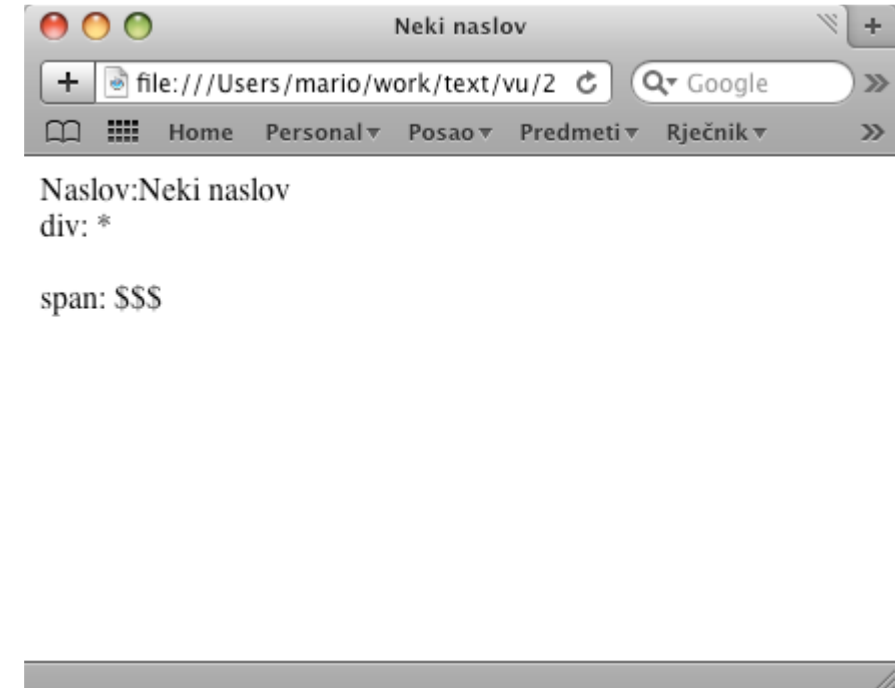 Neki naslov
+
+ file:///Users/mario/work/text/vu/2 Google »
Home Personal Posao Predmeti Rječnik »
Naslov:Neki naslov
div: *
span: $$$